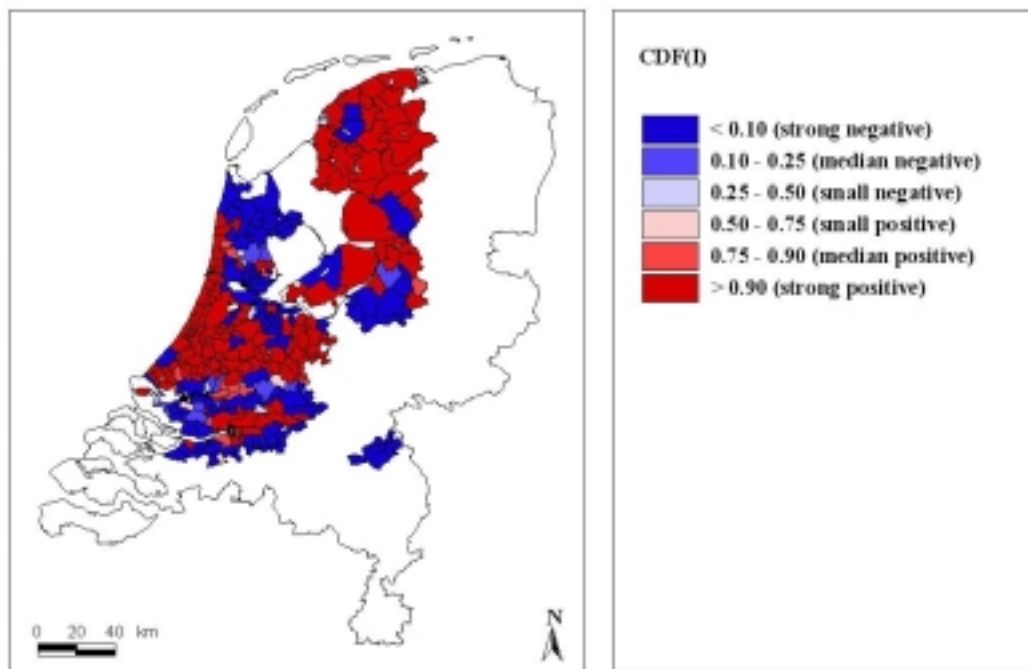 CDF(I)
< 0.10 (strong negative)
0.10 - 0.25 (median negative)
0.25 - 0.50 (small negative)
0.50 - 0.75 (small positive)
0.75 - 0.90 (median positive)
> 0.90 (strong positive)
N
0 20 40 km